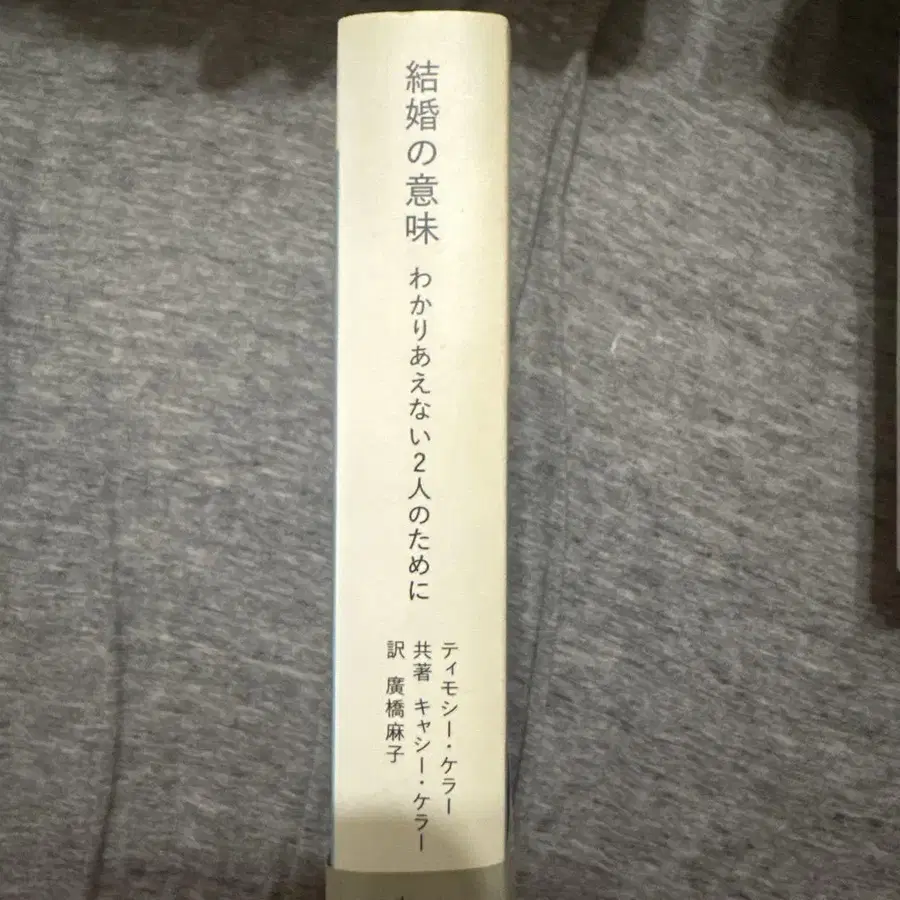 結婚の意味
わかりあえない2人のために
ティモシー・ケラー
共著 キャシー・ケラー
訳 廣橋麻子